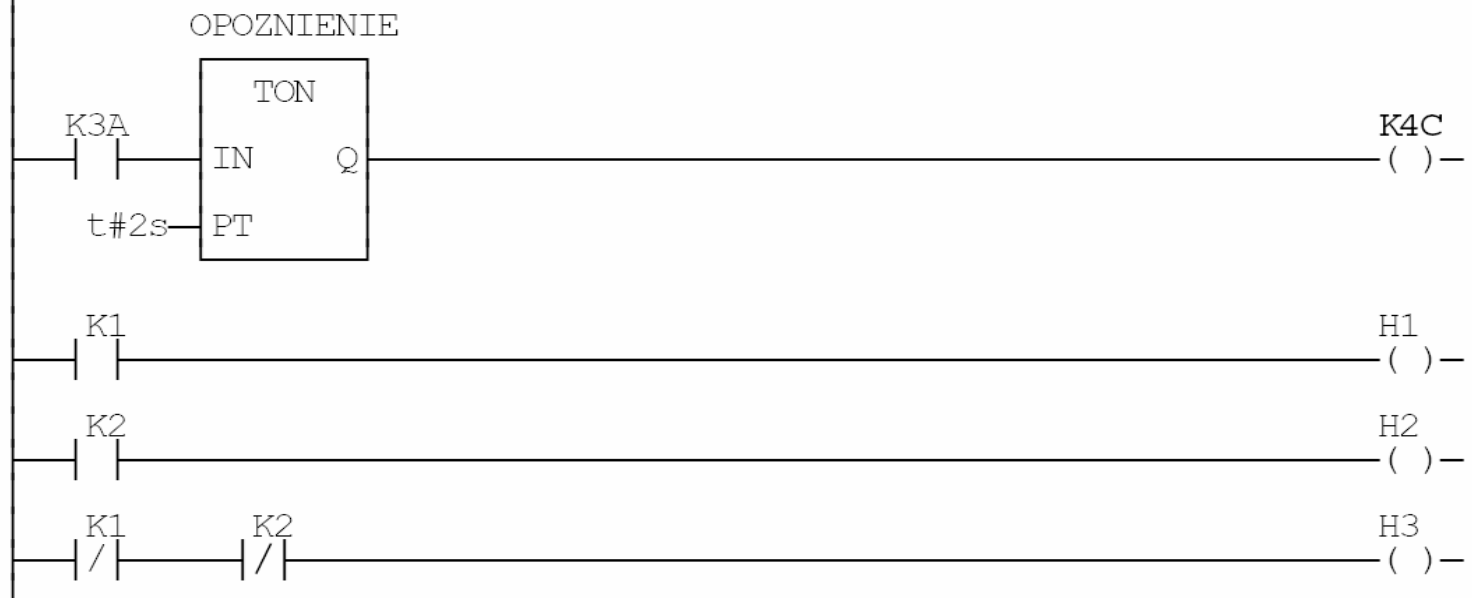 OPOZNIENIE
TON
K3A
K4C
IN Q
( )
t#2s PT
K1
H1
( )
K2
H2
( )
K1 K2
H3
/ /
( )